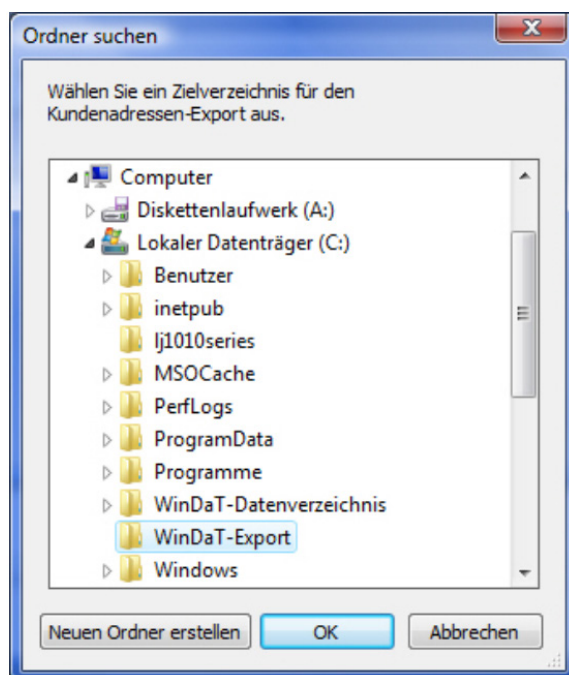 Ordner suchen
Wählen Sie ein Zielverzeichnis für den
Kundenadressen-Export aus.
Computer
Diskettenlaufwerk (A:)
Lokaler Datenträger (C:)
Benutzer
inetpub
lj1010series
MSOCache
PerfLogs
ProgramData
Programme
WinDaT-Datenverzeichnis
WinDaT-Export
Windows
Neuen Ordner erstellen OK Abbrechen